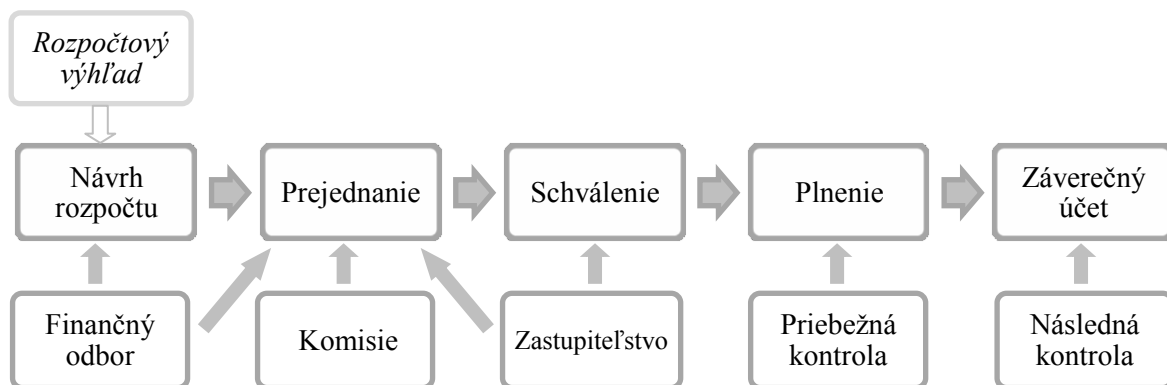 Rozpočtový
výhľad
Návrh
rozpočtu
Prejednanie
Schválenie
Plnenie
Záverečný
účet
Finančný
odbor
Komisie
Zastupiteľstvo
Priebežná
kontrola
Následná
kontrola